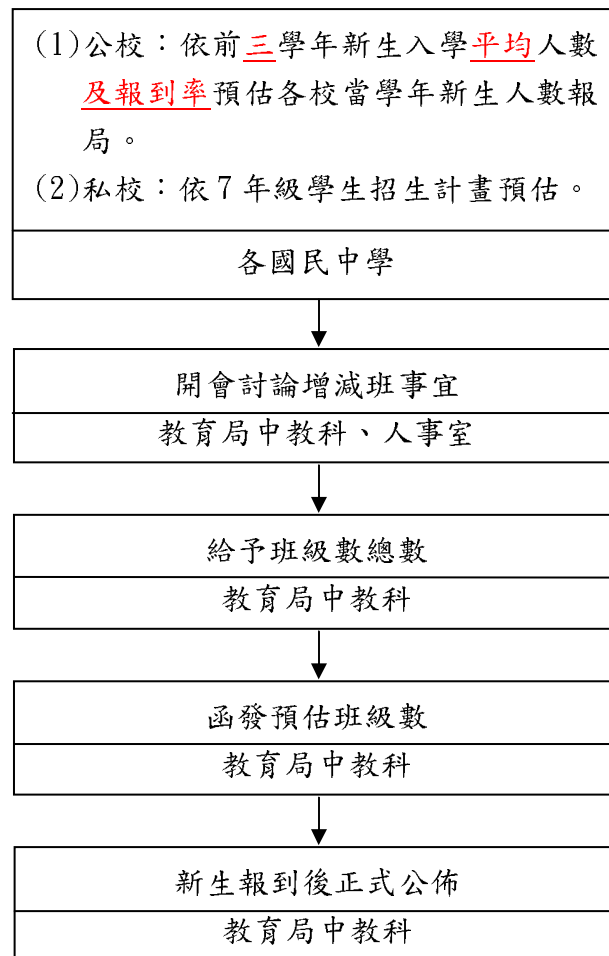 (1)公校：依前三學年新生入學平均人數
及報到率預估各校當學年新生人數報
局。
(2)私校：依7年級學生招生計畫預估。
各國民中學
開會討論增減班事宜
教育局中教科、人事室
給予班級數總數
教育局中教科
函發預估班級數
教育局中教科
新生報到後正式公佈
教育局中教科